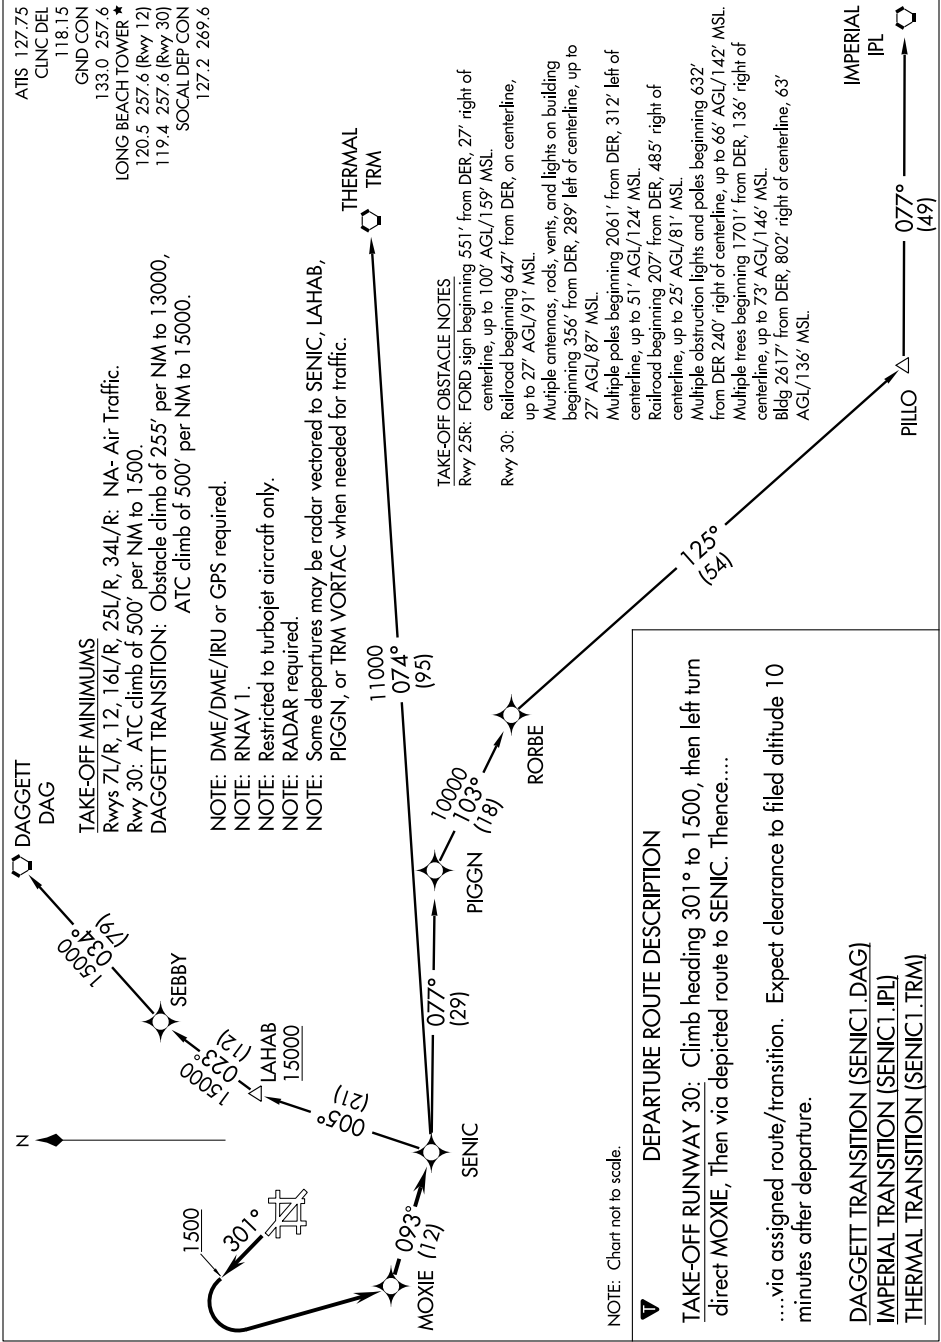 ATIS 127.75
CLNC DEL
118.15
GND CON
133.0 257.6
LONG BEACH TOWER ★
120.5 257.6 (Rwy 12)
119.4 257.6 (Rwy 30)
SOCAL DEP CON
127.2 269.6
DAGGETT
DAG
TAKE-OFF MINIMUMS
Rwys 7L/R, 12, 16L/R, 25L/R, 34L/R: NA- Air Traffic.
Rwy 30: ATC climb of 500' per NM to 1500.
DAGGETT TRANSITION: Obstacle climb of 255' per NM to 13000,
ATC climb of 500' per NM to 15000.
NOTE: DME/DME/IRU or GPS required.
NOTE: RNAV 1.
NOTE: Restricted to turbojet aircraft only.
NOTE: RADAR required.
NOTE: Some departures may be radar vectored to SENIC, LAHAB,
PIGGN, or TRM VORTAC when needed for traffic.
15000
034°
(79)
SEBBY
15000
023°
(12)
LAHAB
15000
005°
(21)
N
1500
301°
MOXIE
093°
(12)
SENIC
077°
(29)
PIGGN
10000
103°
(18)
RORBE
11000
074°
(95)
THERMAL
TRM
125°
(54)
PILLO
077°
(49)
IMPERIAL
IPL
TAKE-OFF OBSTACLE NOTES
Rwy 25R: FORD sign beginning 551' from DER, 27' right of
centerline, up to 100' AGL/159' MSL.
Rwy 30: Railroad beginning 647' from DER, on centerline,
up to 27' AGL/91' MSL.
Mutiple antennas, rods, vents, and lights on building
beginning 356' from DER, 289' left of centerline, up to
27' AGL/87' MSL.
Multiple poles beginning 2061' from DER, 312' left of
centerline, up to 51' AGL/124' MSL.
Railroad beginning 207' from DER, 485' right of
centerline, up to 25' AGL/81' MSL.
Multiple obstruction lights and poles beginning 632'
from DER 240' right of centerline, up to 66' AGL/142' MSL.
Multiple trees beginning 1701' from DER, 136' right of
centerline, up to 73' AGL/146' MSL.
Bldg 2617' from DER, 802' right of centerline, 63'
AGL/136' MSL.
NOTE: Chart not to scale.
T
DEPARTURE ROUTE DESCRIPTION
TAKE-OFF RUNWAY 30: Climb heading 301° to 1500, then left turn
direct MOXIE, Then via depicted route to SENIC. Thence....
....via assigned route/transition. Expect clearance to filed altitude 10
minutes after departure.
DAGGETT TRANSITION (SENIC1.DAG)
IMPERIAL TRANSITION (SENIC1.IPL)
THERMAL TRANSITION (SENIC1.TRM)